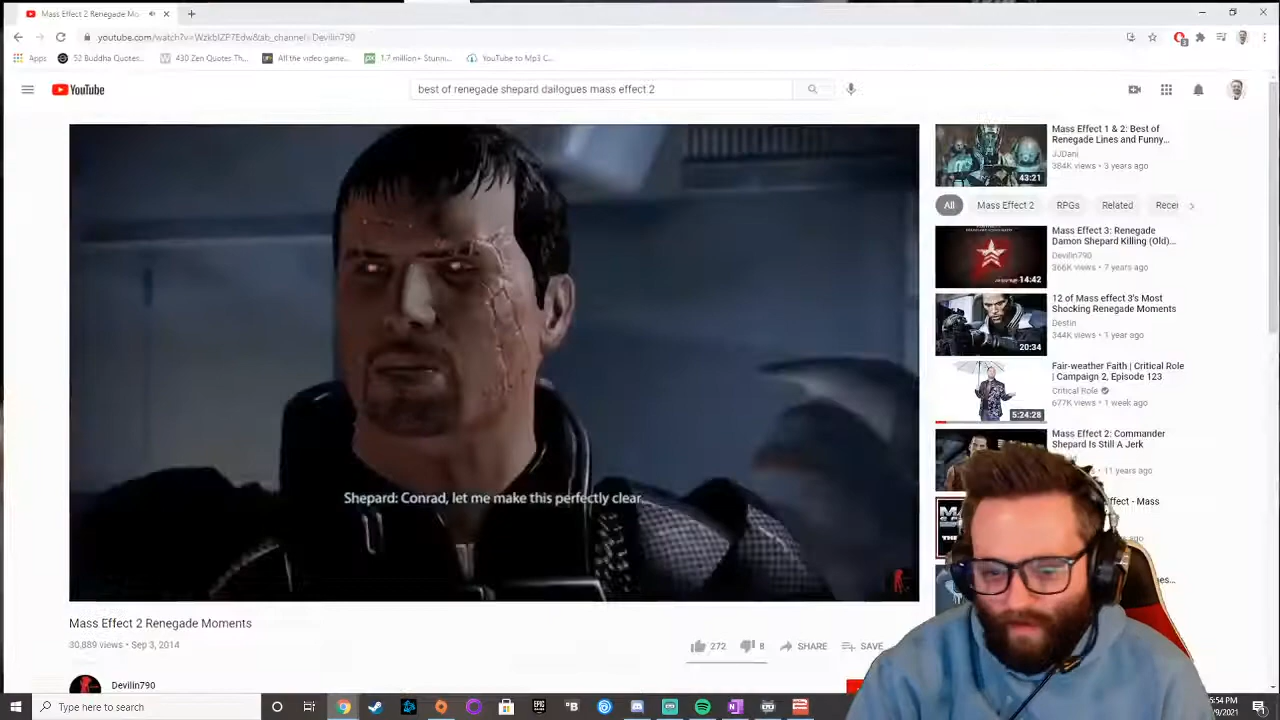 Mass Effect 2 Renegade Mo
youtube.com/watch?v=WzkbIZP7Edw&ab_channel=Devilin790
Apps
52 Buddha Quotes...
430 Zen Quotes Th...
All the video game...
1.7 million+ Stunn...
YouTube to Mp3 C...
YouTube
best of renegade shepard dailogues mass effect 2
Shepard: Conrad, let me make this perfectly clear.
Mass Effect 2 Renegade Moments
30,889 views • Sep 3, 2014
272
8
SHARE
SAVE
Devilin790
Mass Effect 1 & 2: Best of
Renegade Lines and Funny...
JJDani
384K views • 3 years ago
43:21
All
Mass Effect 2
RPGs
Related
Recer
Mass Effect 3: Renegade
Damon Shepard Killing (Old)...
Devilin790
366K views • 7 years ago
14:42
12 of Mass effect 3's Most
Shocking Renegade Moments
Destin
344K views • 1 year ago
20:34
Fair-weather Faith | Critical Role
| Campaign 2, Episode 123
Critical Role
677K views • 1 week ago
5:24:28
Mass Effect 2: Commander
Shepard Is Still A Jerk
11 years ago
ffect - Mass
ago
Type here to search